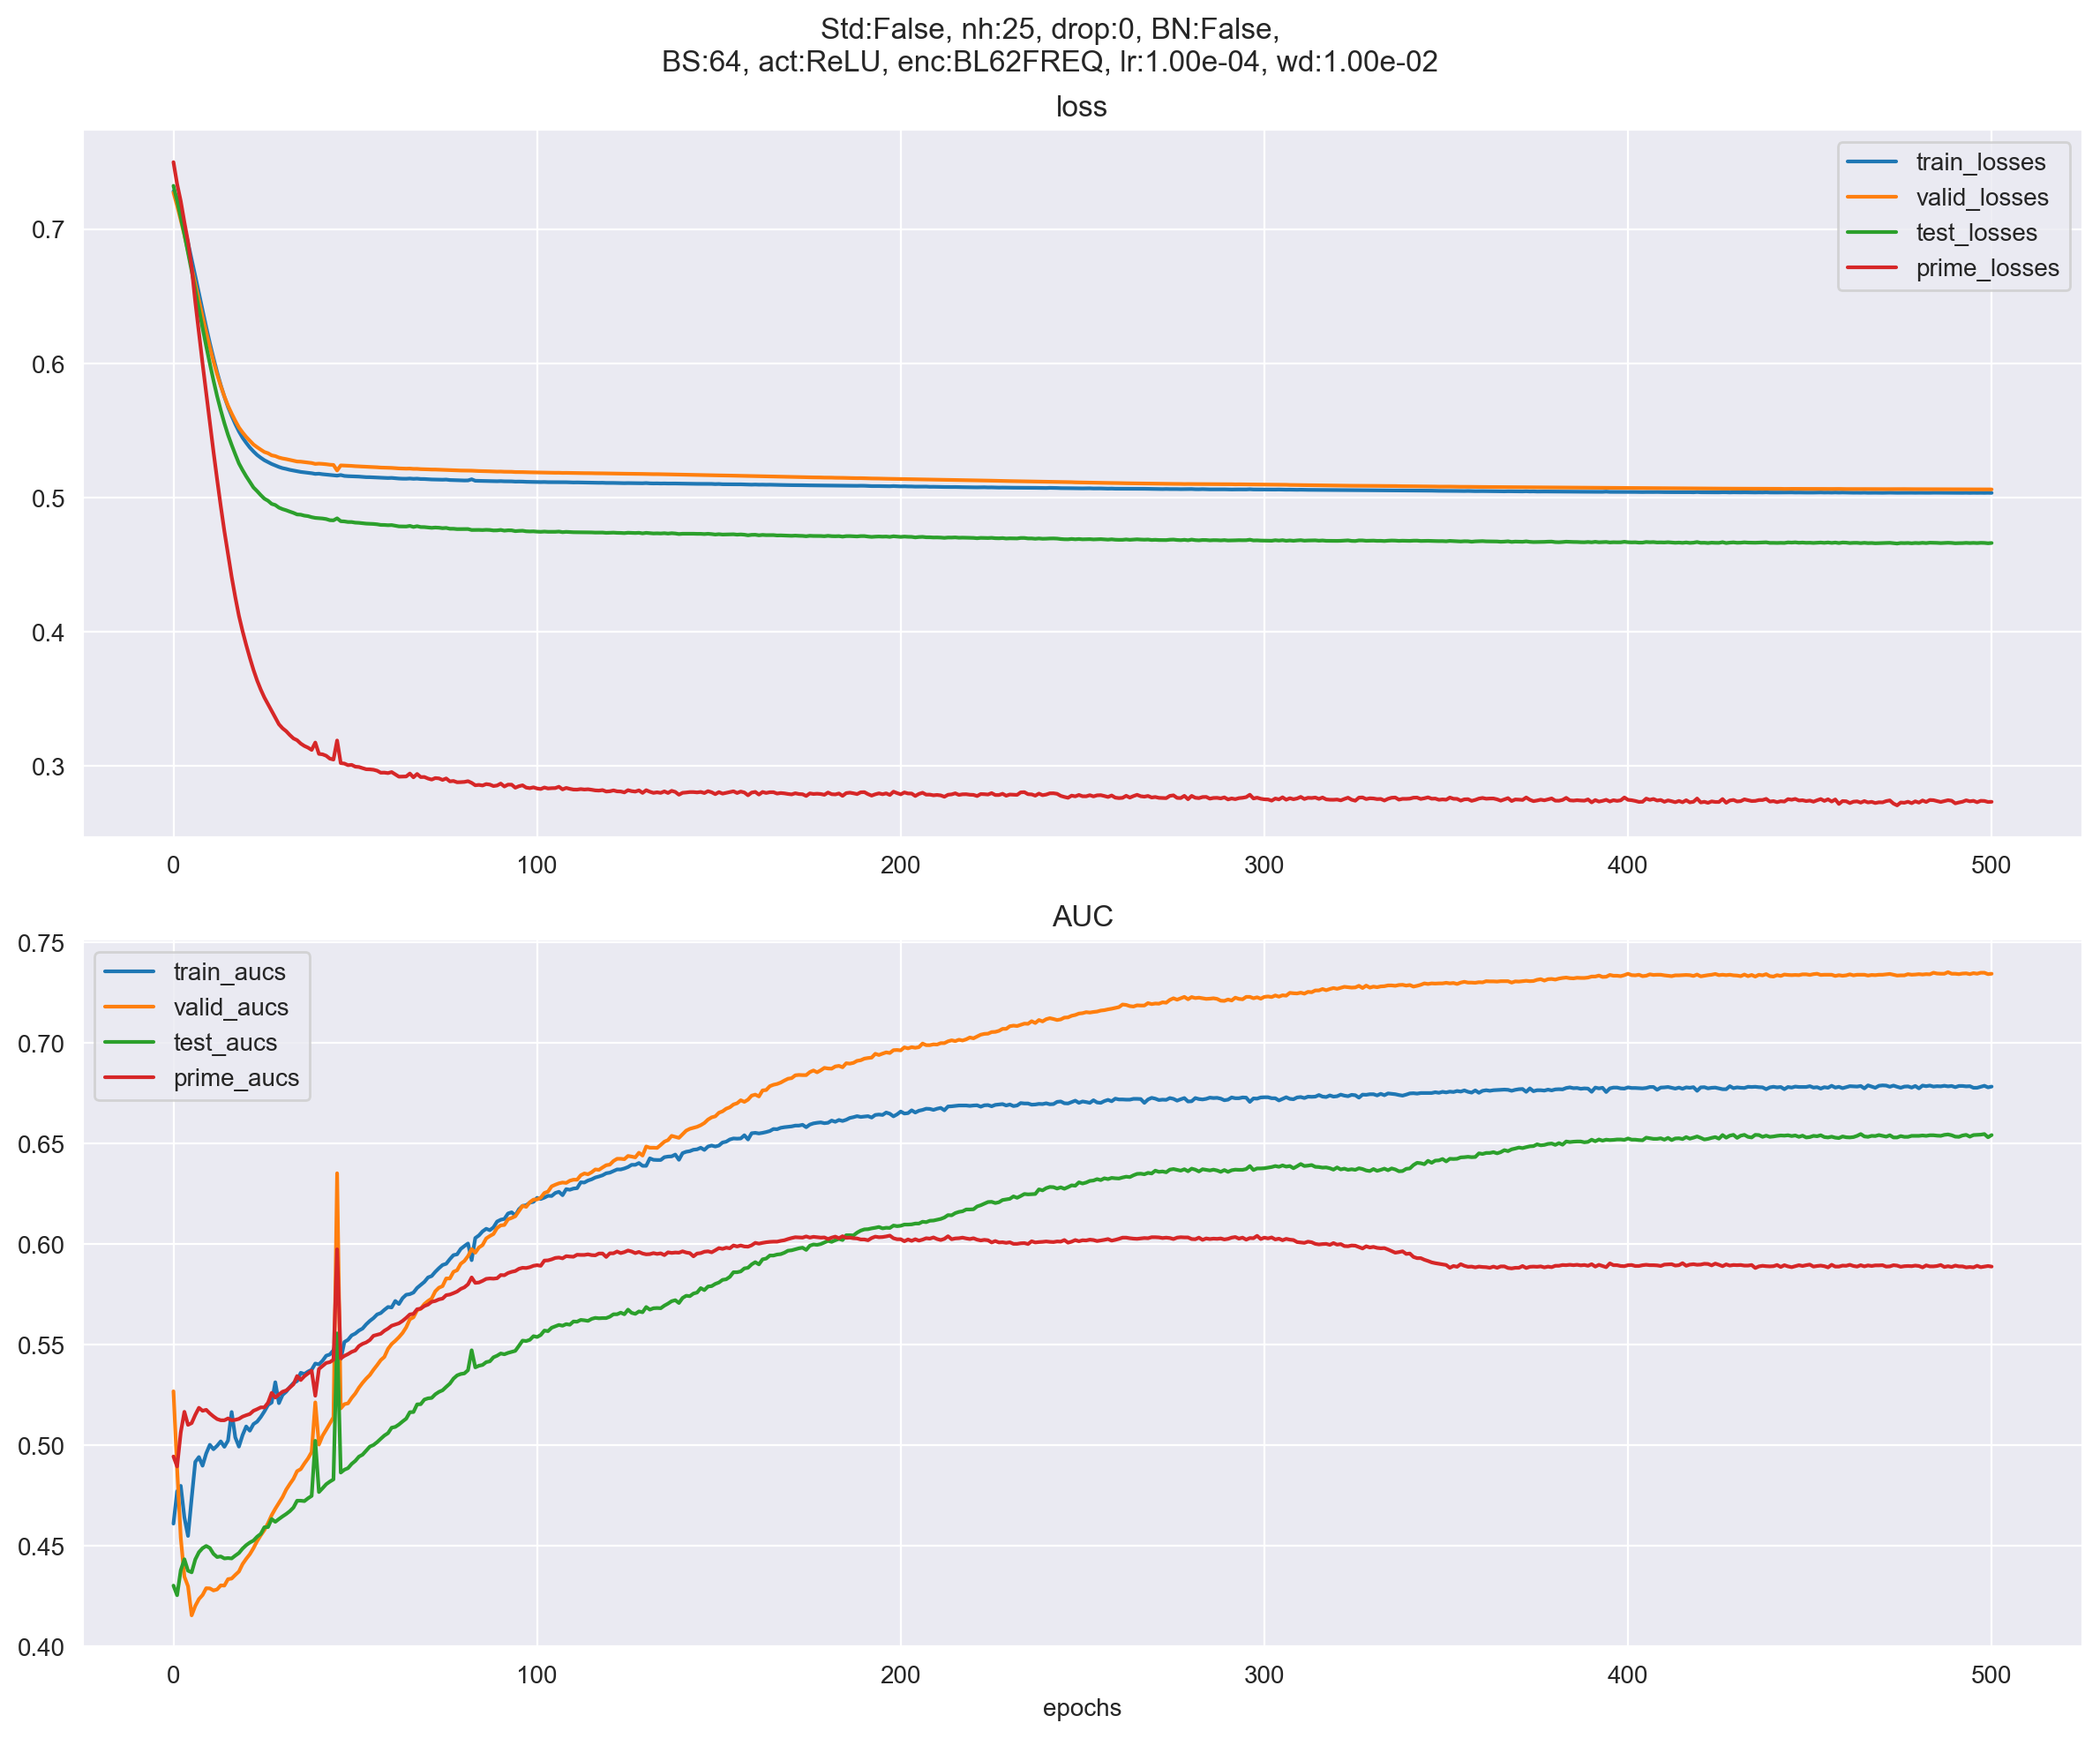 Std:False, nh:25, drop:0, BN:False,
BS:64, act:ReLU, enc:BL62FREQ, lr:1.00e-04, wd:1.00e-02
loss
train_losses
valid_losses
test_losses
prime_losses
0.7
0.6
0.5
0.4
0.3
0 100 200 300 400 500
AUC
train_aucs
valid_aucs
test_aucs
prime_aucs
0.75
0.70
0.65
0.60
0.55
0.50
0.45
0.40
0 100 200 300 400 500
epochs